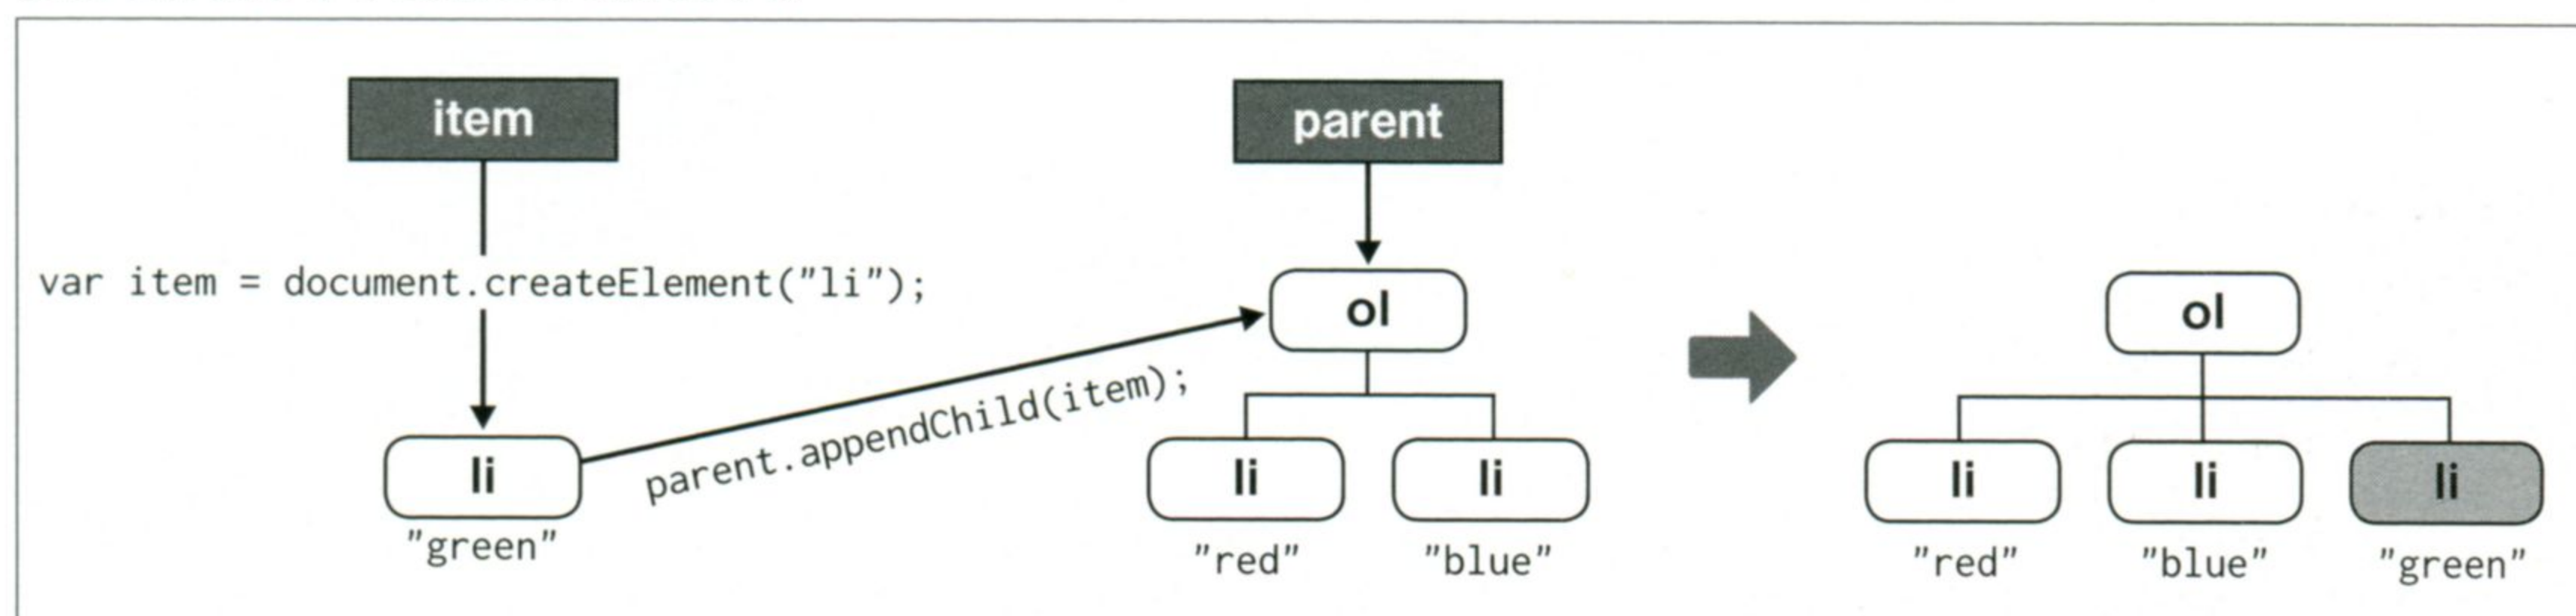 item
parent
var item = document.createElement("li");
ol
ol
parent.appendChild(item);
li
li
li
li
li
li
"green"
"red"
"blue"
"red"
"blue"
"green"